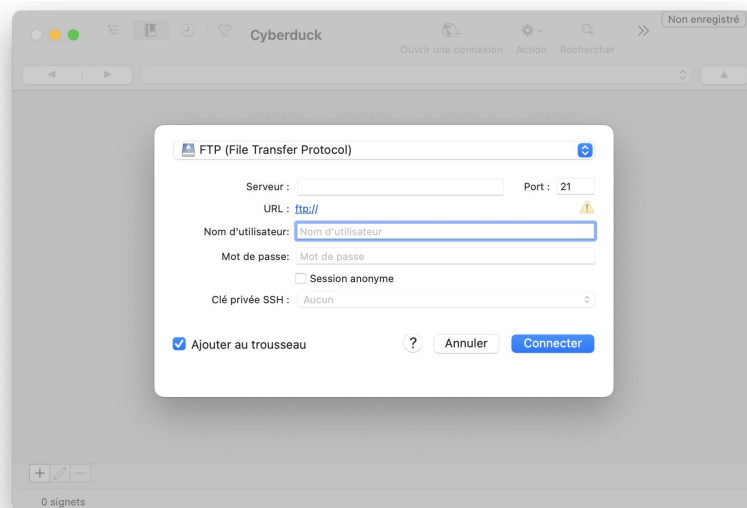 Non enregistré
Cyberduck
Ouvrir une connexion Action Rechercher
FTP (File Transfer Protocol)
Serveur : Port : 21
URL : ftp://
Nom d'utilisateur: Nom d'utilisateur
Mot de passe: Mot de passe
Session anonyme
Clé privée SSH : Aucun
Ajouter au trousseau ? Annuler Connecter
0 signets